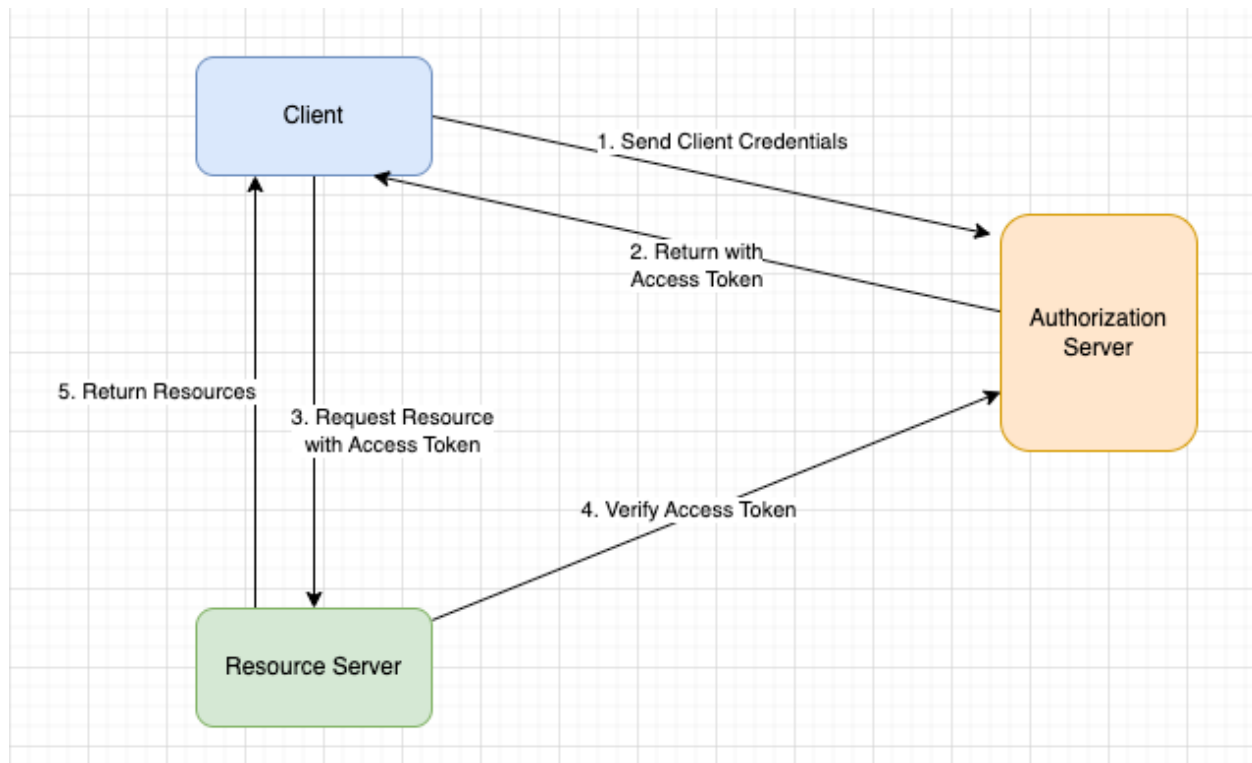 Client
1. Send Client Credentials
2. Return with
Access Token
Authorization
Server
5. Return Resources
3. Request Resource
with Access Token
4. Verify Access Token
Resource Server